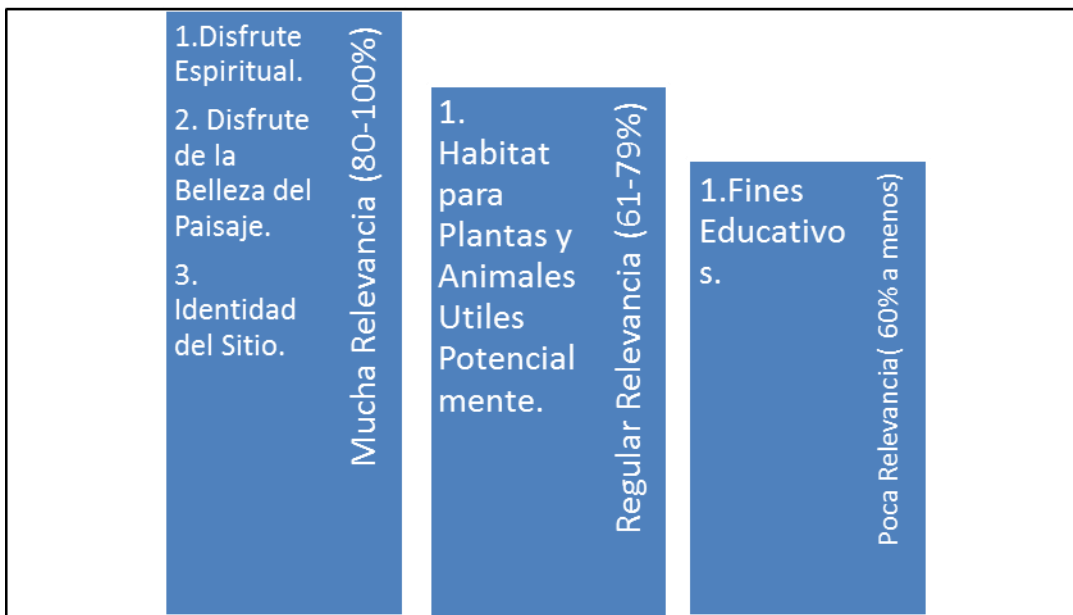 1.Disfrute
Espiritual.
2. Disfrute
de la
Belleza del
Paisaje.
3.
Identidad
del Sitio.
Mucha Relevancia (80-100%)
1.
Habitat
para
Plantas y
Animales
Utiles
Potencial
mente.
Regular Relevancia (61-79%)
1.Fines
Educativo
s.
Poca Relevancia( 60% a menos)